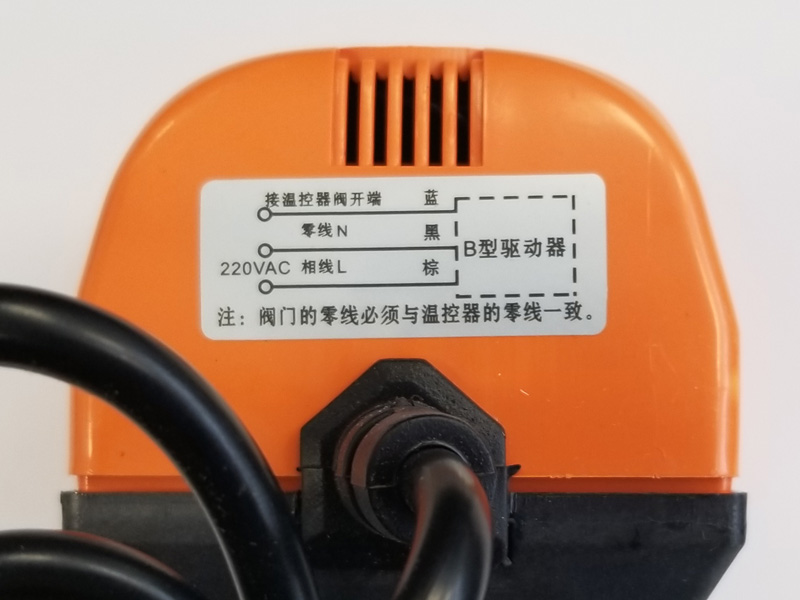 接温控器阀开端 蓝
零线N 黑
B型驱动器
220VAC 相线L 棕
注：阀门的零线必须与温控器的零线一致。